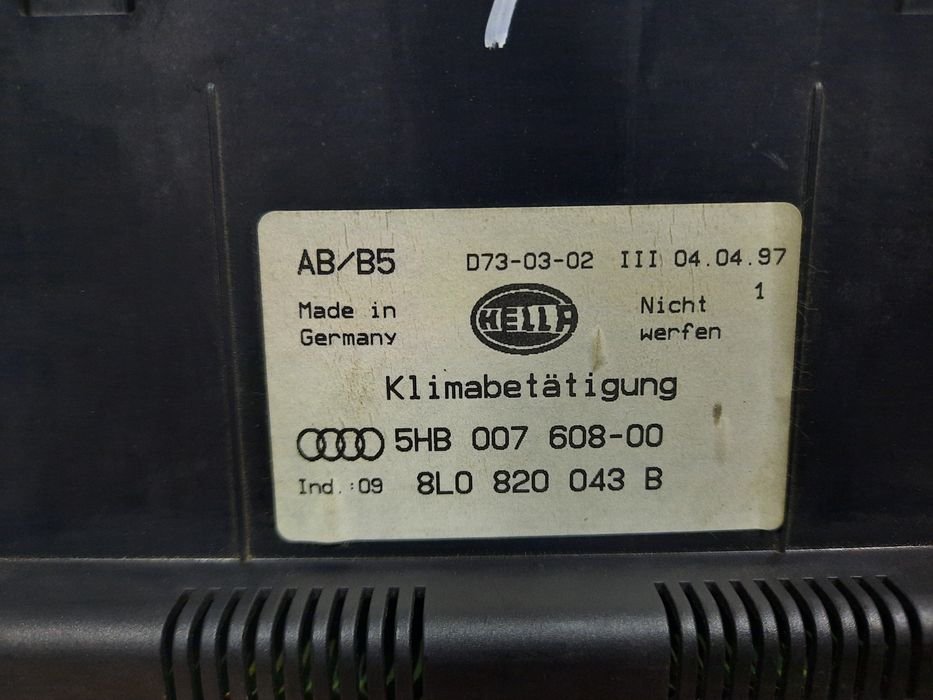 AB/B5 D73-03-02 III 04.04.97
1
Made in
Germany
HELLA
Nicht
werfen
Klimabetätigung
5HB 007 608-00
Ind.:09 8L0 820 043 B